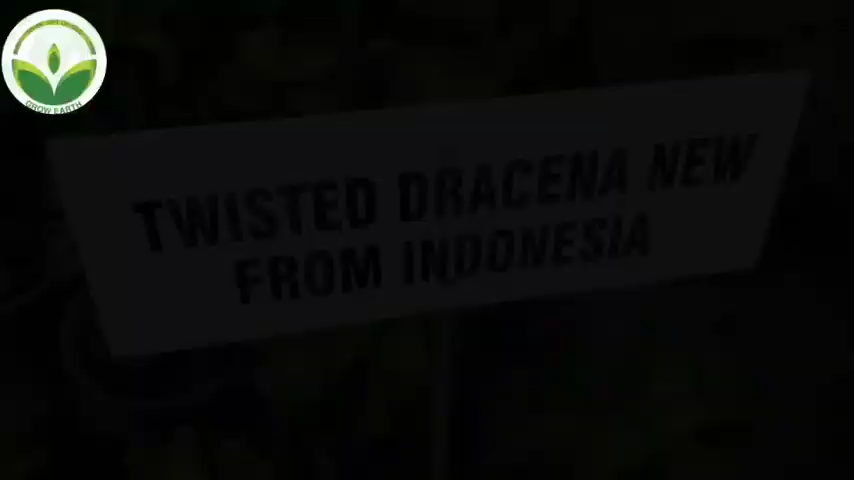 GROW EARTH
TWISTED DRACENA NEW
FROM INDONESIA